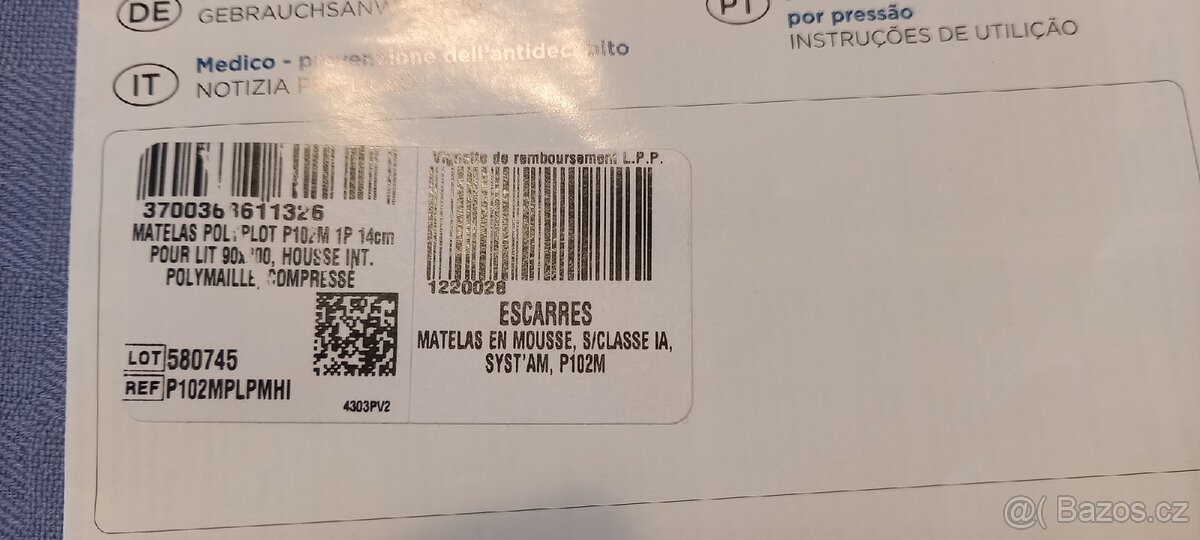 DE
GEBRAUCHSANW
PT
por pressão
INSTRUÇÕES DE UTILIÇÃO
IT
Medico - prevenzione dell'antidecubito
NOTIZIA
MATELAS PLOT P102M 1P 14cm
POUR LIT HOUSSE INT.
POLYMAILLE, COMPRESSE
LOT 580745
REF P102MPLPMHI
4303PV2
Vignette de remboursement L.P.P.
1220028
ESCARRES
MATELAS EN MOUSSE, S/CLASSE IA,
SYST'AM, P102M
@( Bazos.cz